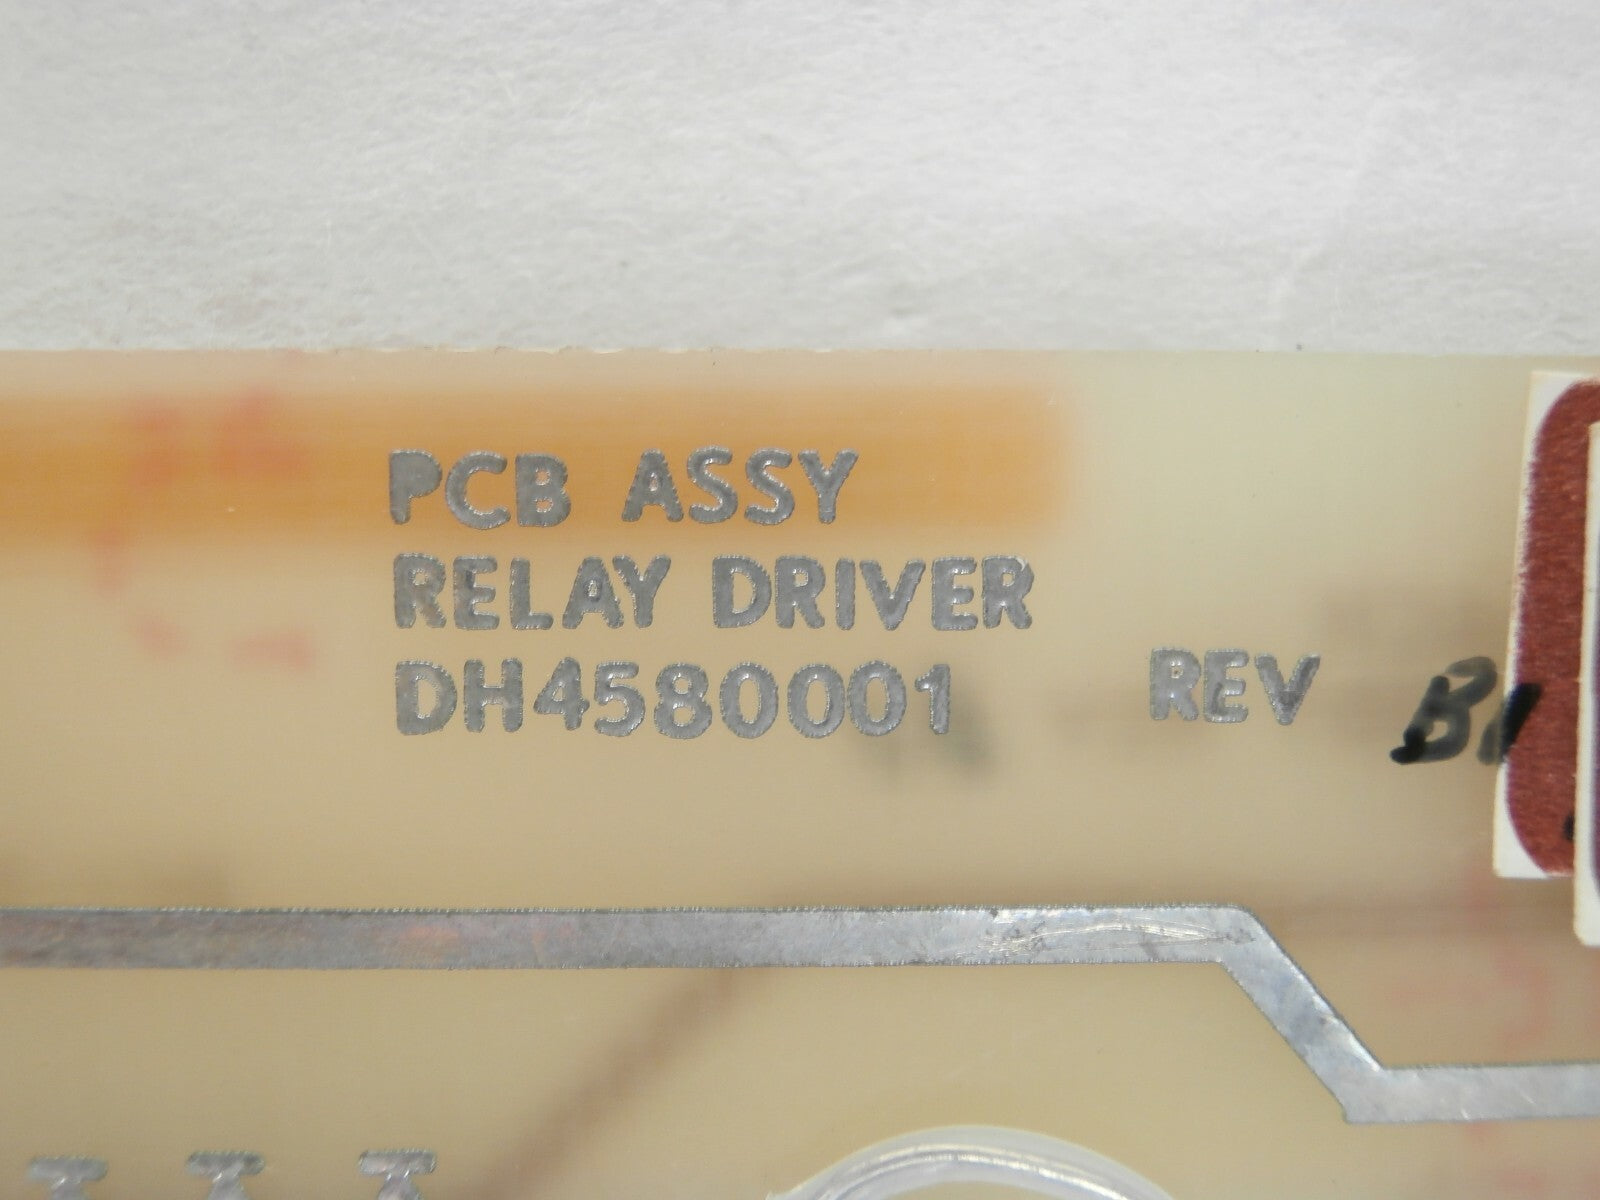 PCB ASSY
RELAY DRIVER
DH4580001 REV